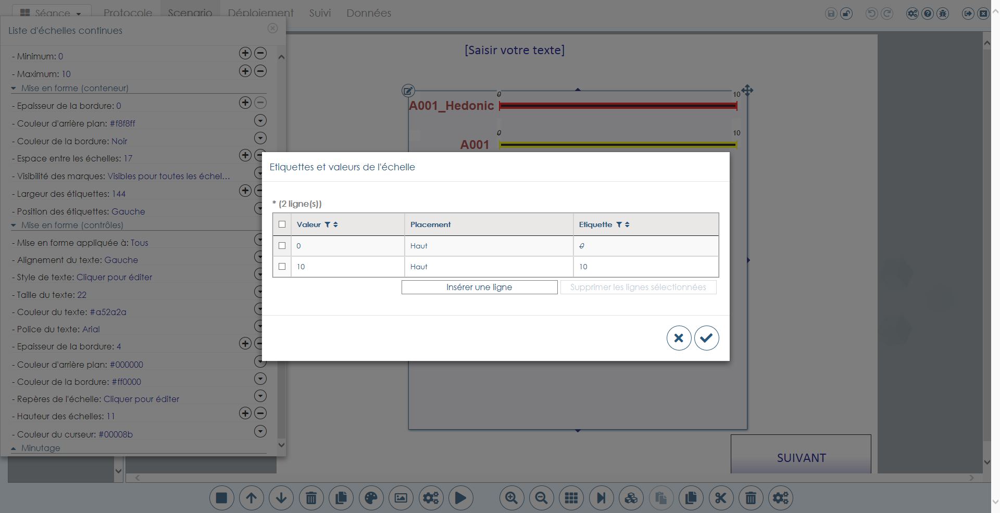 Séance
Protocole
Scenario
Déploiement
Suivi
Données
Liste d'échelles continues
- Minimum: 0
- Maximum: 10
Mise en forme (conteneur)
- Epaisseur de la bordure: 0
- Couleur d'arrière plan: #f8f8ff
- Couleur de la bordure: Noir
- Espace entre les échelles: 17
- Visibilité des marques: Visibles pour toutes les échel...
- Largeur des étiquettes: 144
- Position des étiquettes: Gauche
Mise en forme (contrôles)
- Mise en forme appliquée à: Tous
- Alignement du texte: Gauche
- Style de texte: Cliquer pour éditer
- Taille du texte: 22
- Couleur du texte: #a52a2a
- Police du texte: Arial
- Epaisseur de la bordure: 4
- Couleur d'arrière plan: #000000
- Couleur de la bordure: #ff0000
- Repères de l'échelle: Cliquer pour éditer
- Hauteur des échelles: 11
- Couleur du curseur: #00008b
Minutage
[Saisir votre texte]
0 10
A001_Hedonic
0 10
A001
Etiquettes et valeurs de l'échelle
* (2 ligne(s))
Valeur Placement Etiquette
0 Haut 0
10 Haut 10
Insérer une ligne Supprimer les lignes sélectionnées
SUIVANT